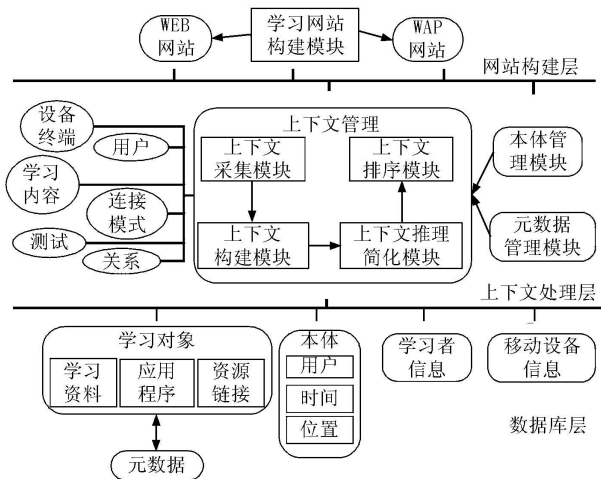 WEB
网站
学习网站
构建模块
WAP
网站
网站构建层
设备
终端
用户
学习
内容
连接
模式
测试
关系
上下文管理
上下文
采集模块
上下文
排序模块
上下文
构建模块
上下文推理
简化模块
本体管
理模块
元数据
管理模块
上下文处理层
学习对象
学习
资料
应用
程序
资源
链接
元数据
本体
用户
时间
位置
学习者
信息
移动设备
信息
数据库层